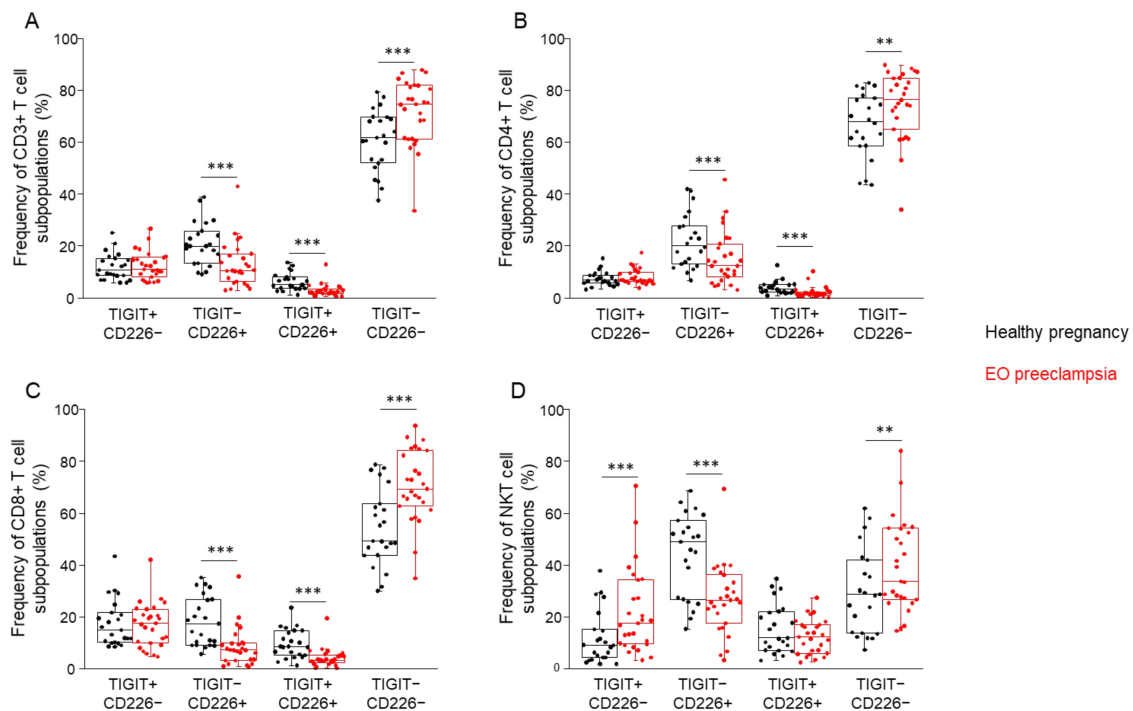 A
Frequency of CD3+ T cell
subpopulations (%)
100
80
60
40
20
0
***
***
***
TIGIT+
CD226−
TIGIT−
CD226+
TIGIT+
CD226+
TIGIT−
CD226−
B
Frequency of CD4+ T cell
subpopulations (%)
100
80
60
40
20
0
***
***
**
TIGIT+
CD226−
TIGIT−
CD226+
TIGIT+
CD226+
TIGIT−
CD226−
Healthy pregnancy
EO preeclampsia
C
Frequency of CD8+ T cell
subpopulations (%)
100
80
60
40
20
0
***
***
***
TIGIT+
CD226−
TIGIT−
CD226+
TIGIT+
CD226+
TIGIT−
CD226−
D
Frequency of NKT cell
subpopulations (%)
100
80
60
40
20
0
***
***
**
TIGIT+
CD226−
TIGIT−
CD226+
TIGIT+
CD226+
TIGIT−
CD226−